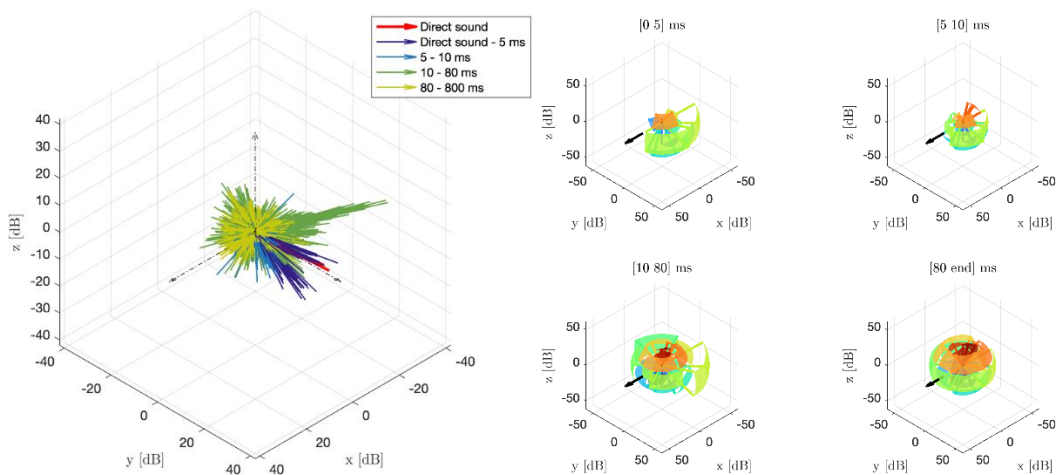 Direct sound
Direct sound - 5 ms
5 - 10 ms
10 - 80 ms
80 - 800 ms
40
30
20
10
0
-10
-20
-30
-40
z [dB]
-40
-20
0
20
40
y [dB]
40
20
0
-20
-40
x [dB]
[0 5] ms
50
0
-50
z [dB]
-50
0
50
y [dB]
50
0
-50
x [dB]
[5 10] ms
50
0
-50
z [dB]
-50
0
50
y [dB]
50
0
-50
x [dB]
[10 80] ms
50
0
-50
z [dB]
-50
0
50
y [dB]
50
0
-50
x [dB]
[80 end] ms
50
0
-50
z [dB]
-50
0
50
y [dB]
50
0
-50
x [dB]